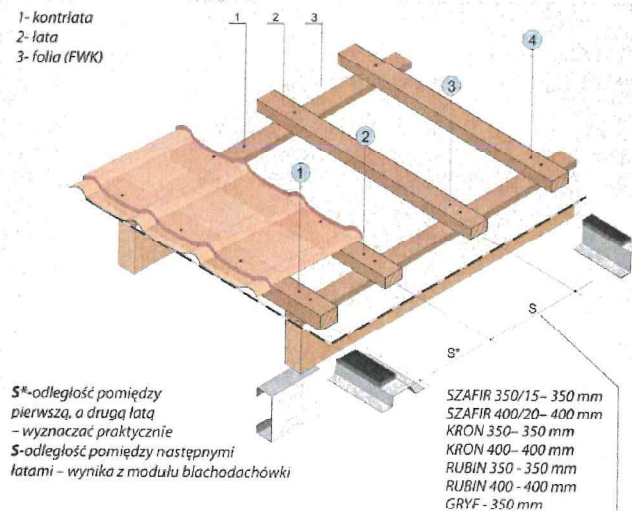 1- kontrłata
2- łata
3- folia (FWK)
1 2 3
4
3
2
1
S
S*
S*-odległość pomiędzy
pierwszą, a drugą łatą
– wyznaczać praktycznie
S-odległość pomiędzy następnymi
łatami – wynika z modułu blachodachówki
SZAFIR 350/15– 350 mm
SZAFIR 400/20– 400 mm
KRON 350– 350 mm
KRON 400– 400 mm
RUBIN 350 - 350 mm
RUBIN 400 - 400 mm
GRYF - 350 mm